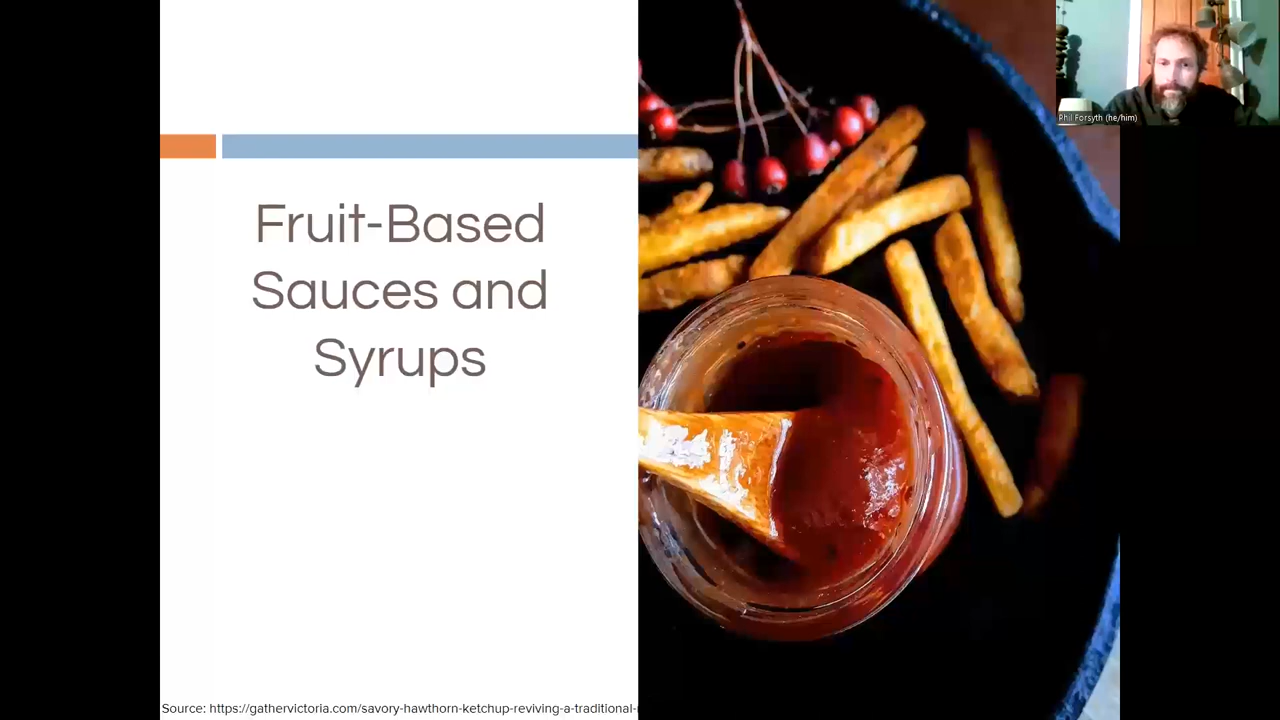 Phil Forsyth (he/him)
Fruit-Based
Sauces and
Syrups
Source: https://gathervictoria.com/savory-hawthorn-ketchup-reviving-a-traditional-